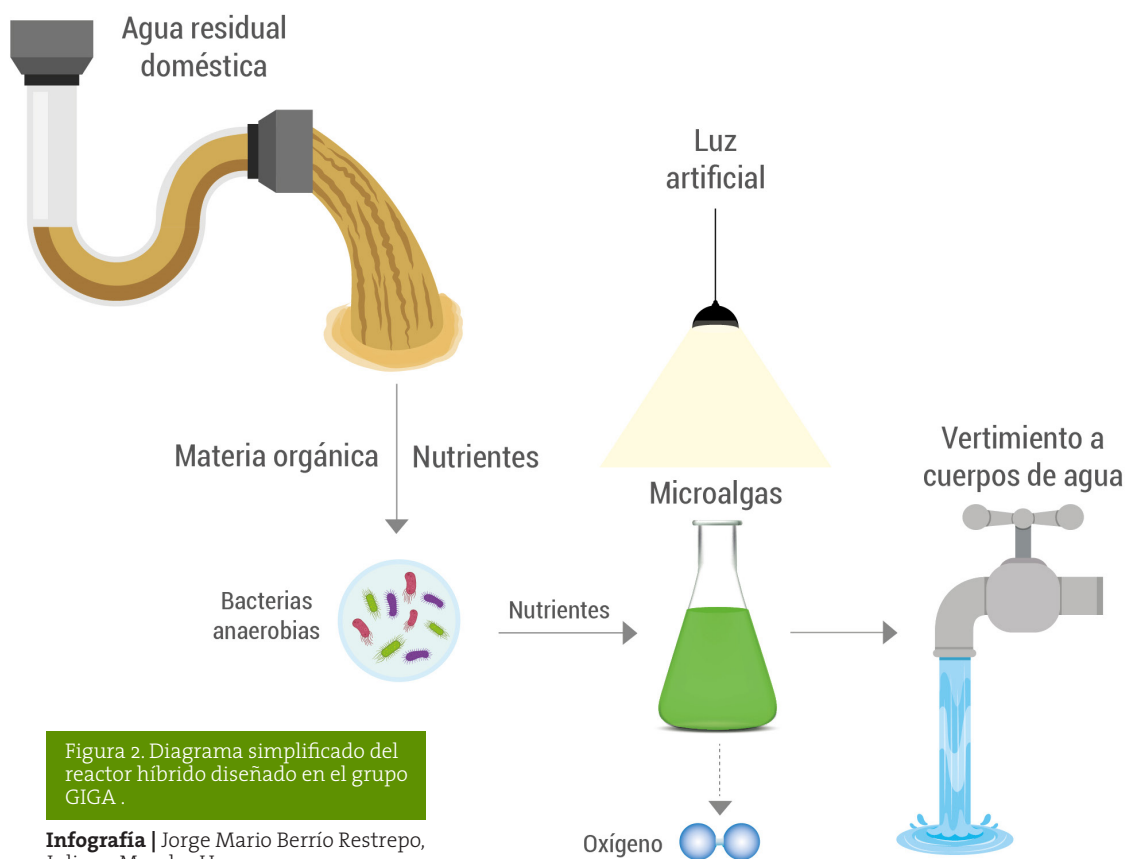 Agua residual
doméstica
Luz
artificial
Materia orgánica
Nutrientes
Microalgas
Vertimiento a
cuerpos de agua
Bacterias
anaerobias
Nutrientes
Figura 2. Diagrama simplificado del
reactor híbrido diseñado en el grupo
GIGA .
Infografía | Jorge Mario Berrío Restrepo,
Oxígeno